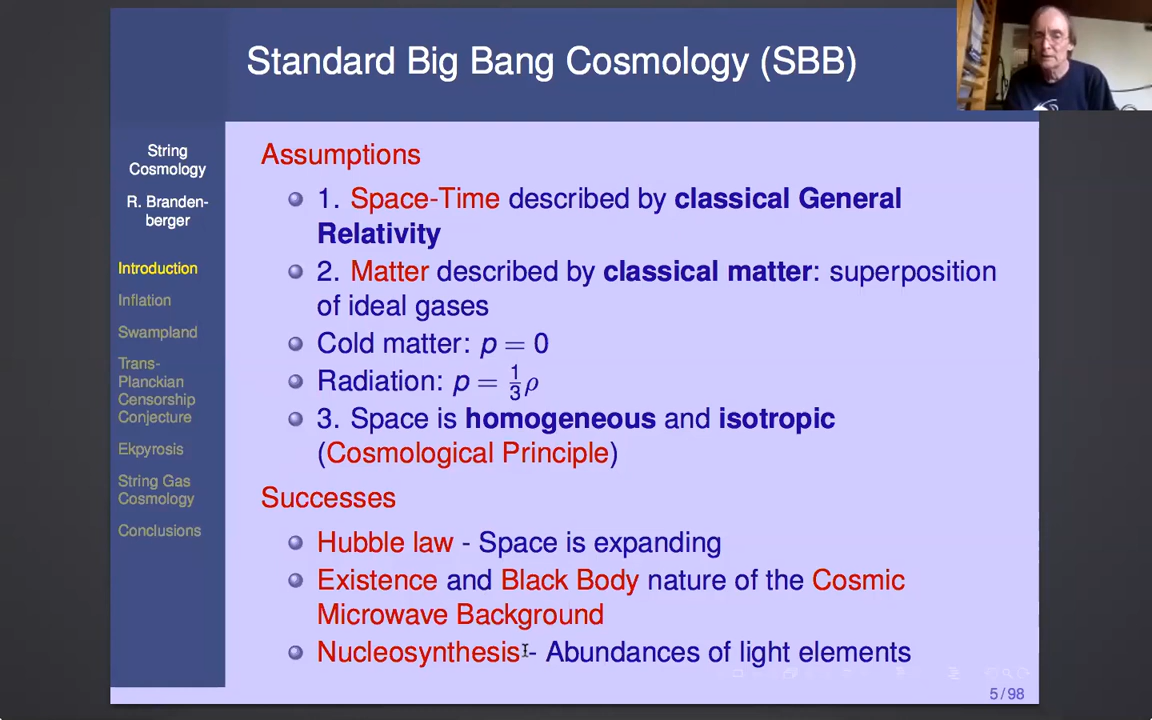 Standard Big Bang Cosmology (SBB)
String
Cosmology
R. Branden-
berger
Introduction
Inflation
Swampland
Trans-
Planckian
Censorship
Conjecture
Ekpyrosis
String Gas
Cosmology
Conclusions
Assumptions
1. Space-Time described by classical General
Relativity
2. Matter described by classical matter: superposition
of ideal gases
Cold matter: p = 0
Radiation: p = 1/3 ρ
3. Space is homogeneous and isotropic
(Cosmological Principle)
Successes
Hubble law - Space is expanding
Existence and Black Body nature of the Cosmic
Microwave Background
Nucleosynthesis - Abundances of light elements
5 / 98